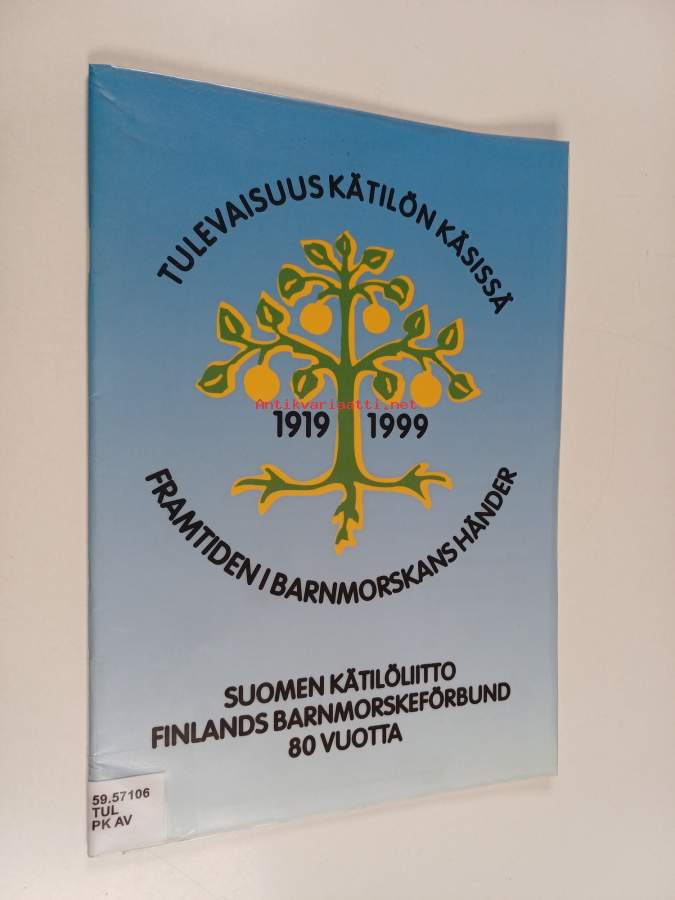 TULEVAISUUS KÄTILÖN KÄSISSÄ
Antikvariaatti.net
1919 1999
FRAMTIDEN I BARNMORSKANS HÄNDER
SUOMEN KÄTILÖLIITTO
FINLANDS BARNMORSKEFÖRBUND
80 VUOTTA
59.57106
TUL
PK AV